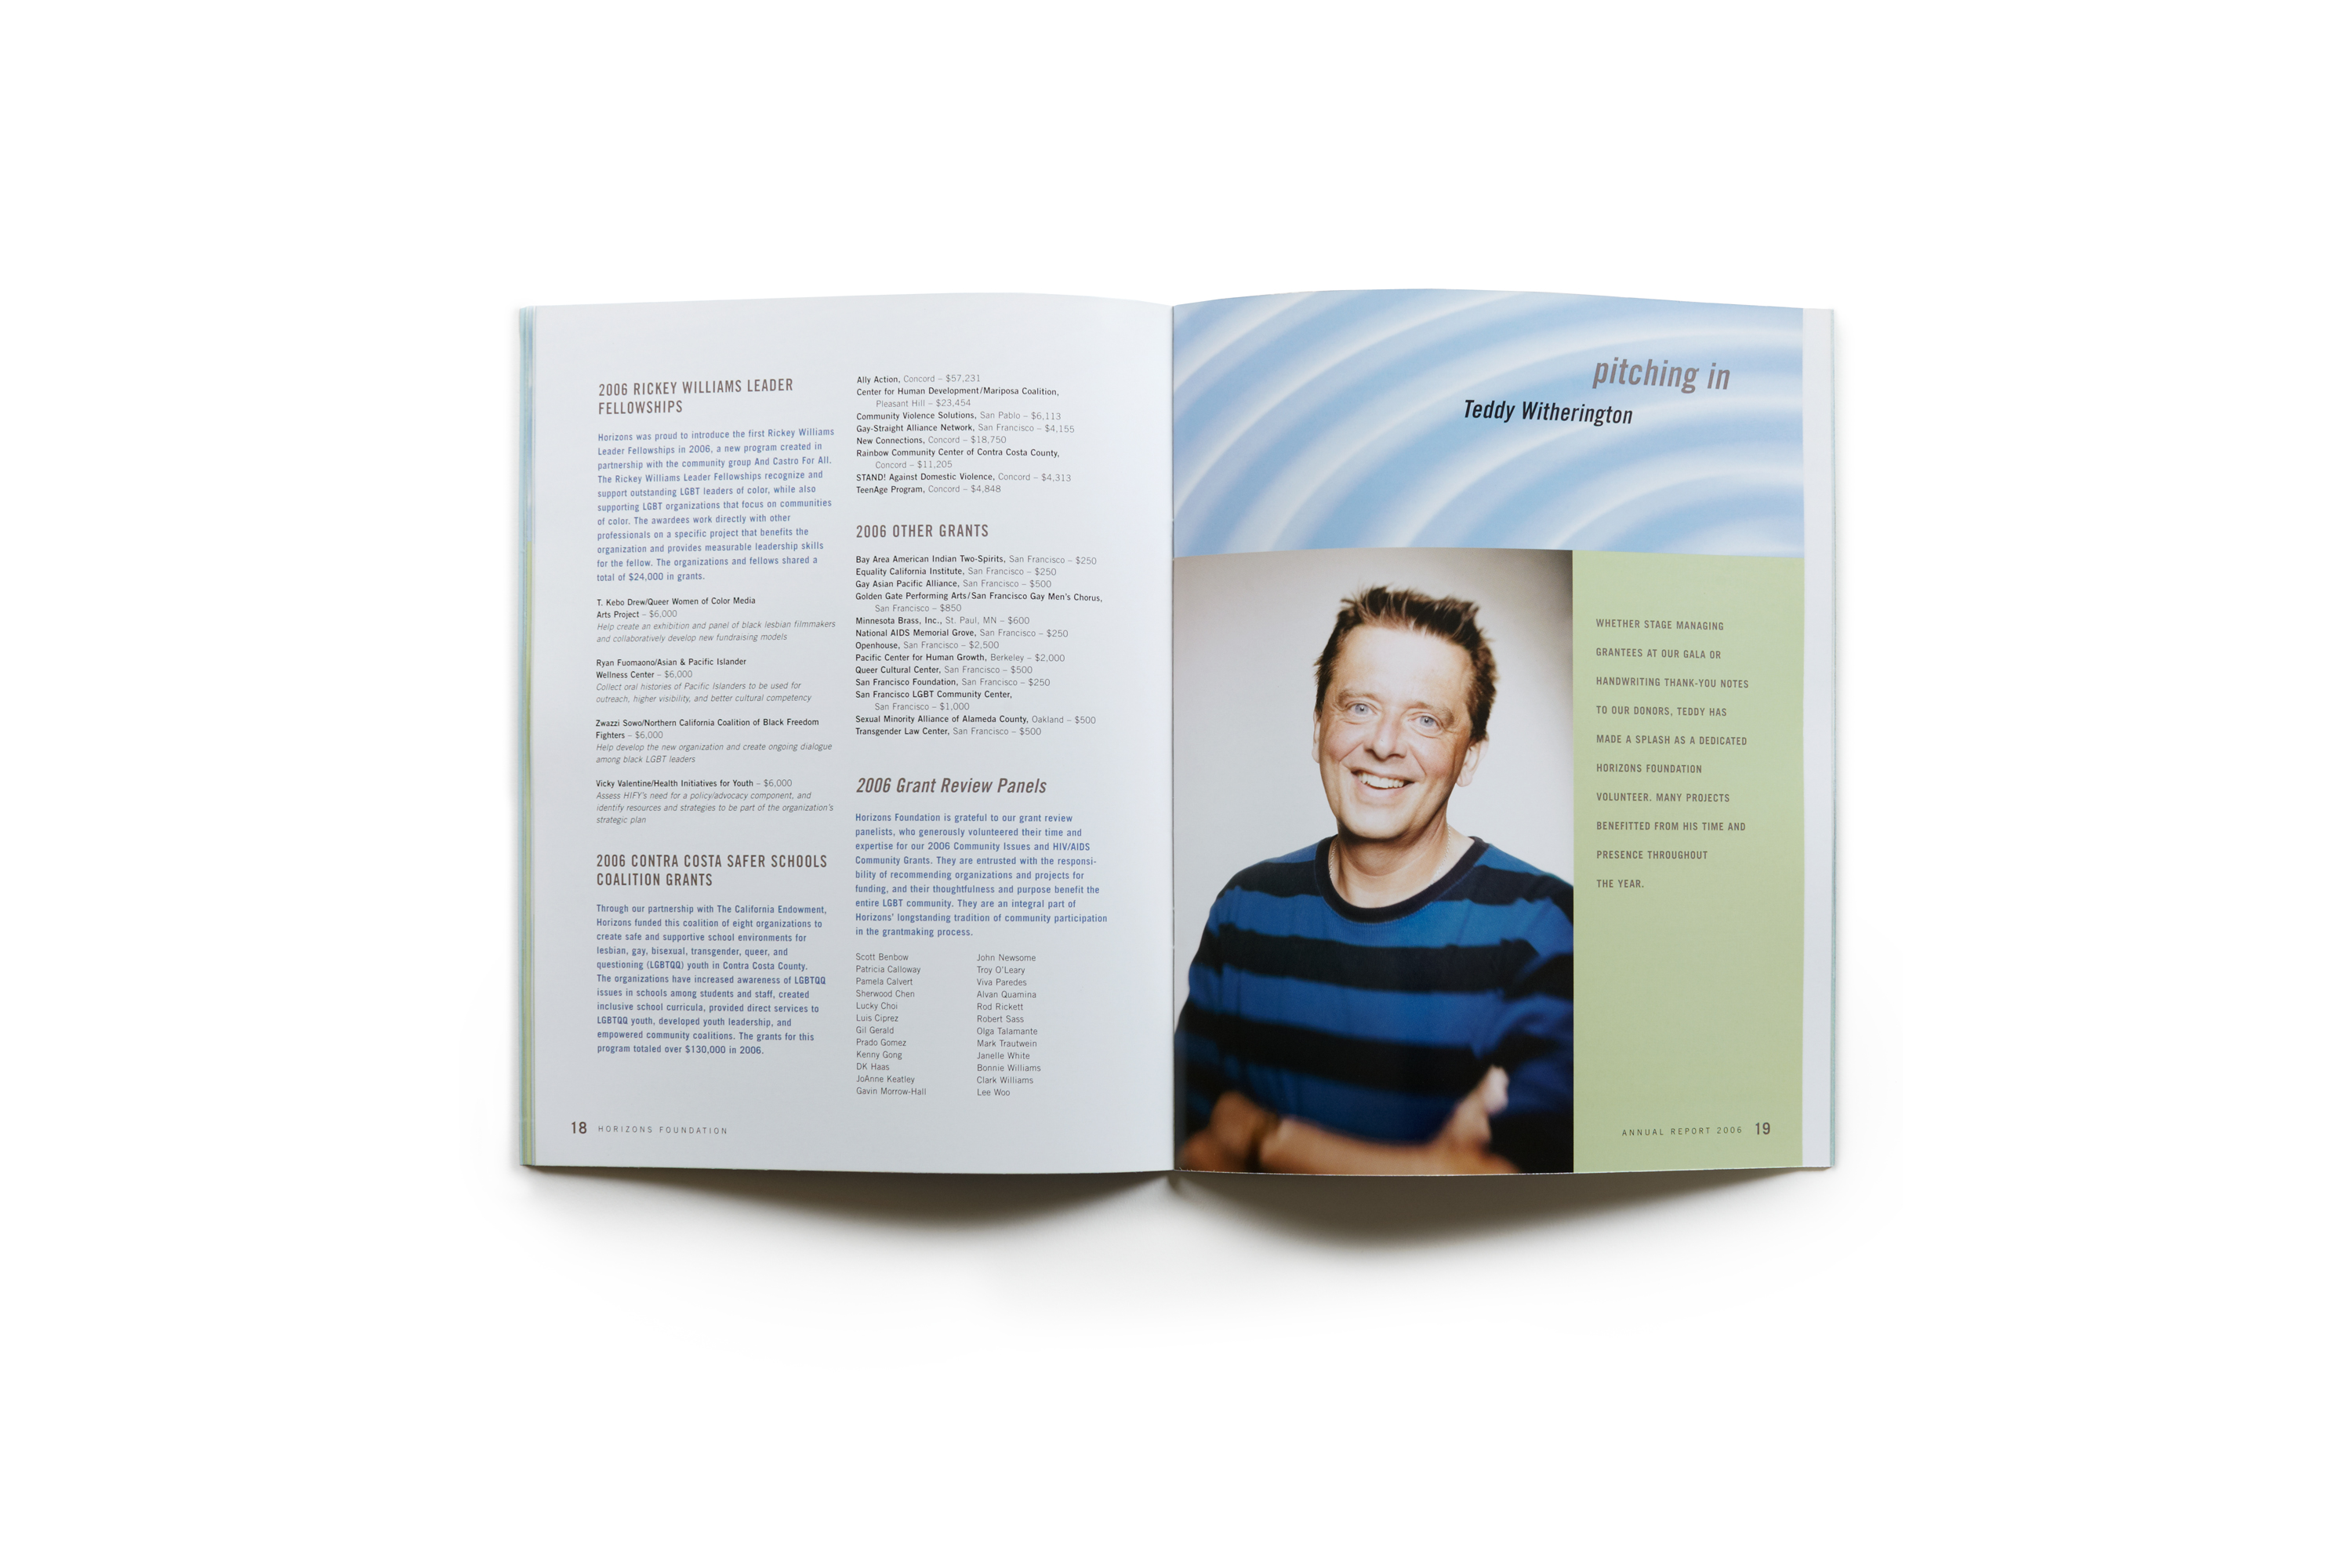 2006 RICKEY WILLIAMS LEADER
FELLOWSHIPS
Horizons was proud to introduce the first Rickey Williams
Leader Fellowships in 2006, a new program created in
partnership with the community group And Castro For All.
The Rickey Williams Leader Fellowships recognize and
support outstanding LGBT leaders of color, while also
supporting LGBT organizations that focus on communities
of color. The awardees work directly with other
professionals on a specific project that benefits the
organization and provides measurable leadership skills
for the fellow. The organizations and fellows shared a
total of $24,000 in grants.
T. Kebo Drew/Queer Women of Color Media
Arts Project – $6,000
Help create an exhibition and panel of black lesbian filmmakers
and collaboratively develop new fundraising models
Ryan Fuomaono/Asian & Pacific Islander
Wellness Center – $6,000
Collect oral histories of Pacific Islanders to be used for
outreach, higher visibility, and better cultural competency
Zwazzi Sowo/Northern California Coalition of Black Freedom
Fighters – $6,000
Help develop the new organization and create ongoing dialogue
among black LGBT leaders
Vicky Valentine/Health Initiatives for Youth – $6,000
Assess HIFY's need for a policy/advocacy component, and
identify resources and strategies to be part of the organization's
strategic plan
2006 CONTRA COSTA SAFER SCHOOLS
COALITION GRANTS
Through our partnership with The California Endowment,
Horizons funded this coalition of eight organizations to
create safe and supportive school environments for
lesbian, gay, bisexual, transgender, queer, and
questioning (LGBTQQ) youth in Contra Costa County.
The organizations have increased awareness of LGBTQQ
issues in schools among students and staff, created
inclusive school curricula, provided direct services to
LGBTQQ youth, developed youth leadership, and
empowered community coalitions. The grants for this
program totaled over $130,000 in 2006.
Ally Action, Concord – $57,231
Center for Human Development/Mariposa Coalition,
Pleasant Hill – $23,454
Community Violence Solutions, San Pablo – $6,113
Gay-Straight Alliance Network, San Francisco – $4,155
New Connections, Concord – $18,750
Rainbow Community Center of Contra Costa County,
Concord – $11,205
STAND! Against Domestic Violence, Concord – $4,313
TeenAge Program, Concord – $4,848
2006 OTHER GRANTS
Bay Area American Indian Two-Spirits, San Francisco – $250
Equality California Institute, San Francisco – $250
Gay Asian Pacific Alliance, San Francisco – $500
Golden Gate Performing Arts/San Francisco Gay Men's Chorus,
San Francisco – $850
Minnesota Brass, Inc., St. Paul, MN – $600
National AIDS Memorial Grove, San Francisco – $250
Openhouse, San Francisco – $2,500
Pacific Center for Human Growth, Berkeley – $2,000
Queer Cultural Center, San Francisco – $500
San Francisco Foundation, San Francisco – $250
San Francisco LGBT Community Center,
San Francisco – $1,000
Sexual Minority Alliance of Alameda County, Oakland – $500
Transgender Law Center, San Francisco – $500
2006 Grant Review Panels
Horizons Foundation is grateful to our grant review
panelists, who generously volunteered their time and
expertise for our 2006 Community Issues and HIV/AIDS
Community Grants. They are entrusted with the responsi-
bility of recommending organizations and projects for
funding, and their thoughtfulness and purpose benefit the
entire LGBT community. They are an integral part of
Horizons' longstanding tradition of community participation
in the grantmaking process.
Scott Benbow
Patricia Calloway
Pamela Calvert
Sherwood Chen
Lucky Choi
Luis Ciprez
Gil Gerald
Prado Gomez
Kenny Gong
DK Haas
JoAnne Keatley
Gavin Morrow-Hall
John Newsome
Troy O'Leary
Viva Paredes
Alvan Quamina
Rod Rickett
Robert Sass
Olga Talamante
Mark Trautwein
Janelle White
Bonnie Williams
Clark Williams
Lee Woo
18 HORIZONS FOUNDATION
pitching in
Teddy Witherington
WHETHER STAGE MANAGING
GRANTEES AT OUR GALA OR
HANDWRITING THANK-YOU NOTES
TO OUR DONORS, TEDDY HAS
MADE A SPLASH AS A DEDICATED
HORIZONS FOUNDATION
VOLUNTEER. MANY PROJECTS
BENEFITTED FROM HIS TIME AND
PRESENCE THROUGHOUT
THE YEAR.
ANNUAL REPORT 2006 19